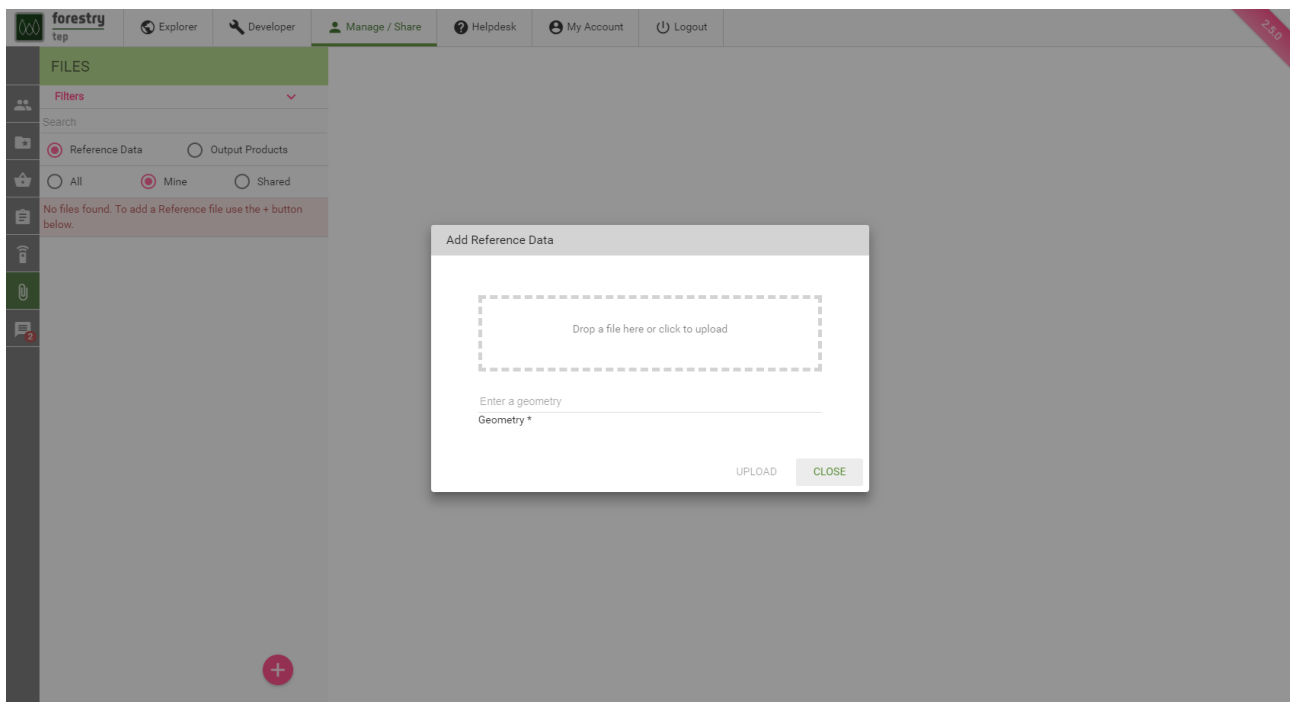 forestry
tep
Explorer
Developer
Manage / Share
Helpdesk
My Account
Logout
2.5.0
FILES
Filters
Search
Reference Data
Output Products
All
Mine
Shared
No files found. To add a Reference file use the + button
below.
2
Add Reference Data
Drop a file here or click to upload
Enter a geometry
Geometry *
UPLOAD
CLOSE